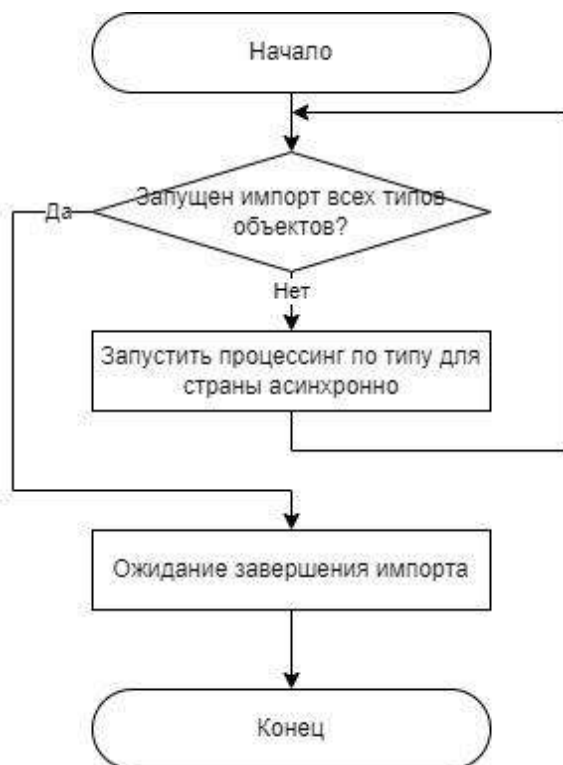 Начало
Запущен импорт всех типов
объектов?
Да
Нет
Запустить процессинг по типу для
страны асинхронно
Ожидание завершения импорта
Конец